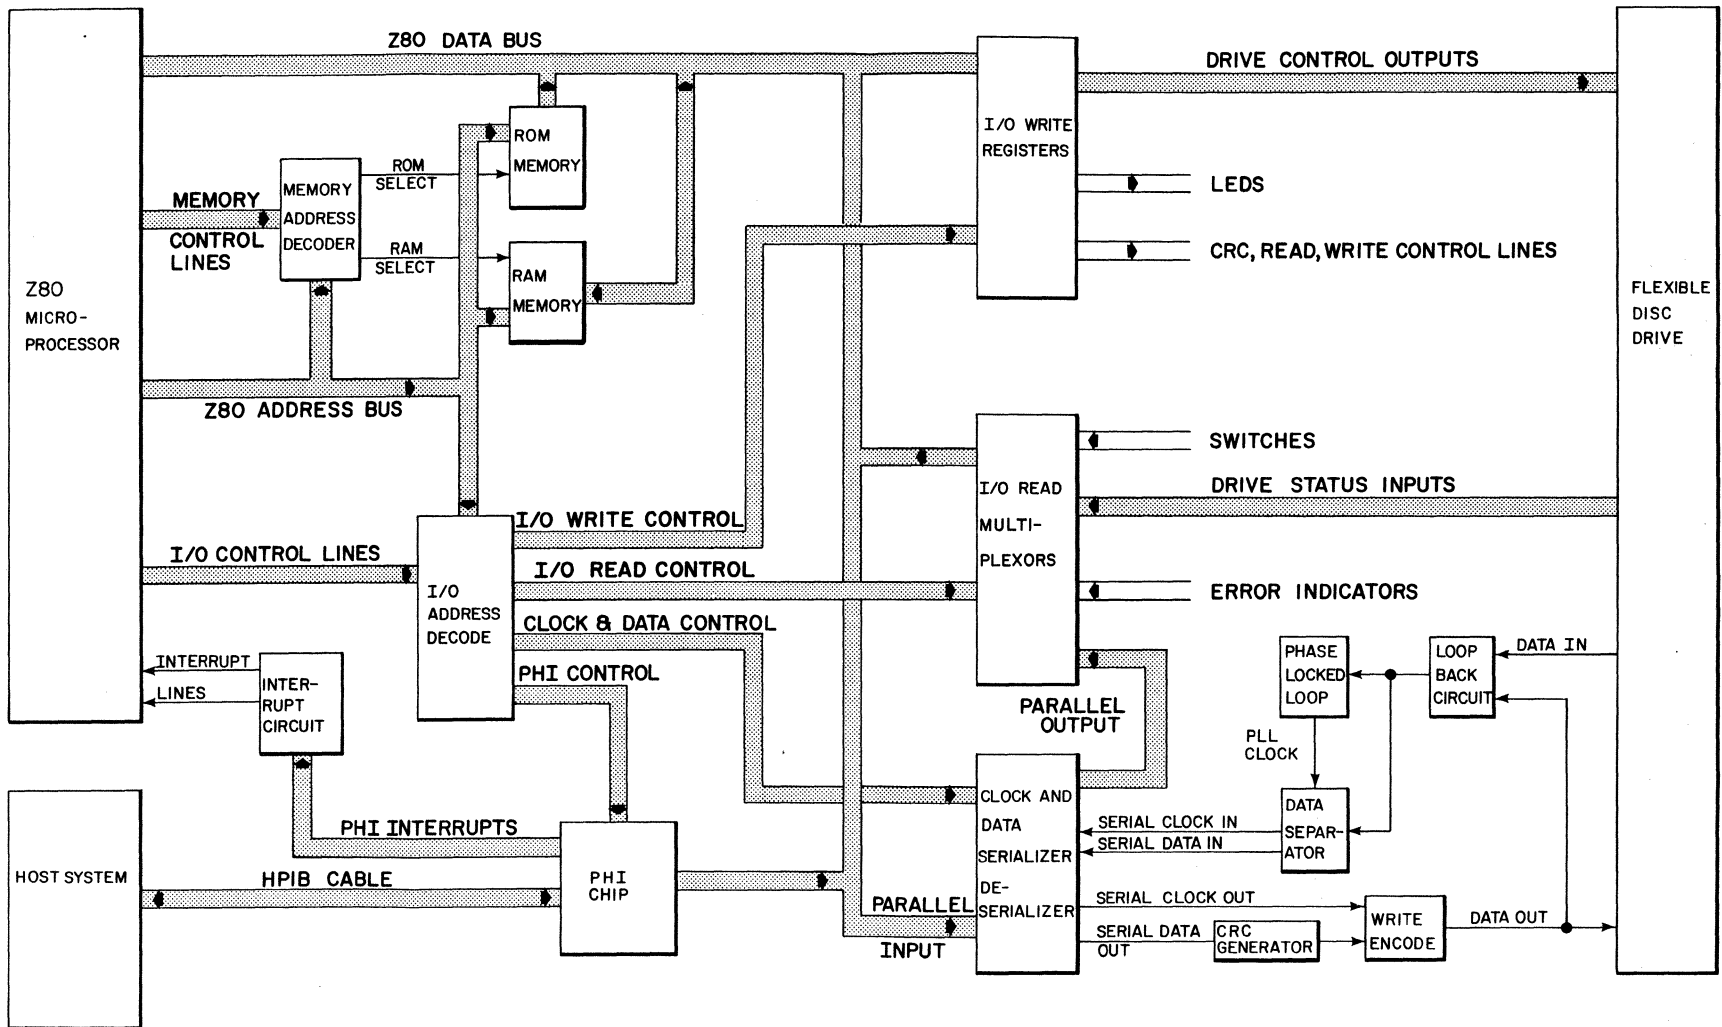 Z80 DATA BUS
DRIVE CONTROL OUTPUTS
ROM
MEMORY
I/O WRITE
REGISTERS
ROM
SELECT
MEMORY
ADDRESS
DECODER
MEMORY
CONTROL
LINES
RAM
SELECT
RAM
MEMORY
LEDS
CRC, READ, WRITE CONTROL LINES
Z80
MICRO-
PROCESSOR
FLEXIBLE
DISC
DRIVE
Z80 ADDRESS BUS
SWITCHES
I/O READ
MULTI-
PLEXORS
DRIVE STATUS INPUTS
I/O WRITE CONTROL
I/O CONTROL LINES
I/O READ CONTROL
I/O
ADDRESS
DECODE
ERROR INDICATORS
CLOCK & DATA CONTROL
PHI CONTROL
INTERRUPT
LINES
INTER-
RUPT
CIRCUIT
PHASE
LOCKED
LOOP
LOOP
BACK
CIRCUIT
DATA IN
PARALLEL
OUTPUT
PLL
CLOCK
CLOCK AND
DATA
SERIALIZER
DE-
SERIALIZER
SERIAL CLOCK IN
SERIAL DATA IN
DATA
SEPAR-
ATOR
PHI INTERRUPTS
HOST SYSTEM
HPIB CABLE
PHI
CHIP
PARALLEL
INPUT
SERIAL CLOCK OUT
SERIAL DATA
OUT
CRC
GENERATOR
WRITE
ENCODE
DATA OUT